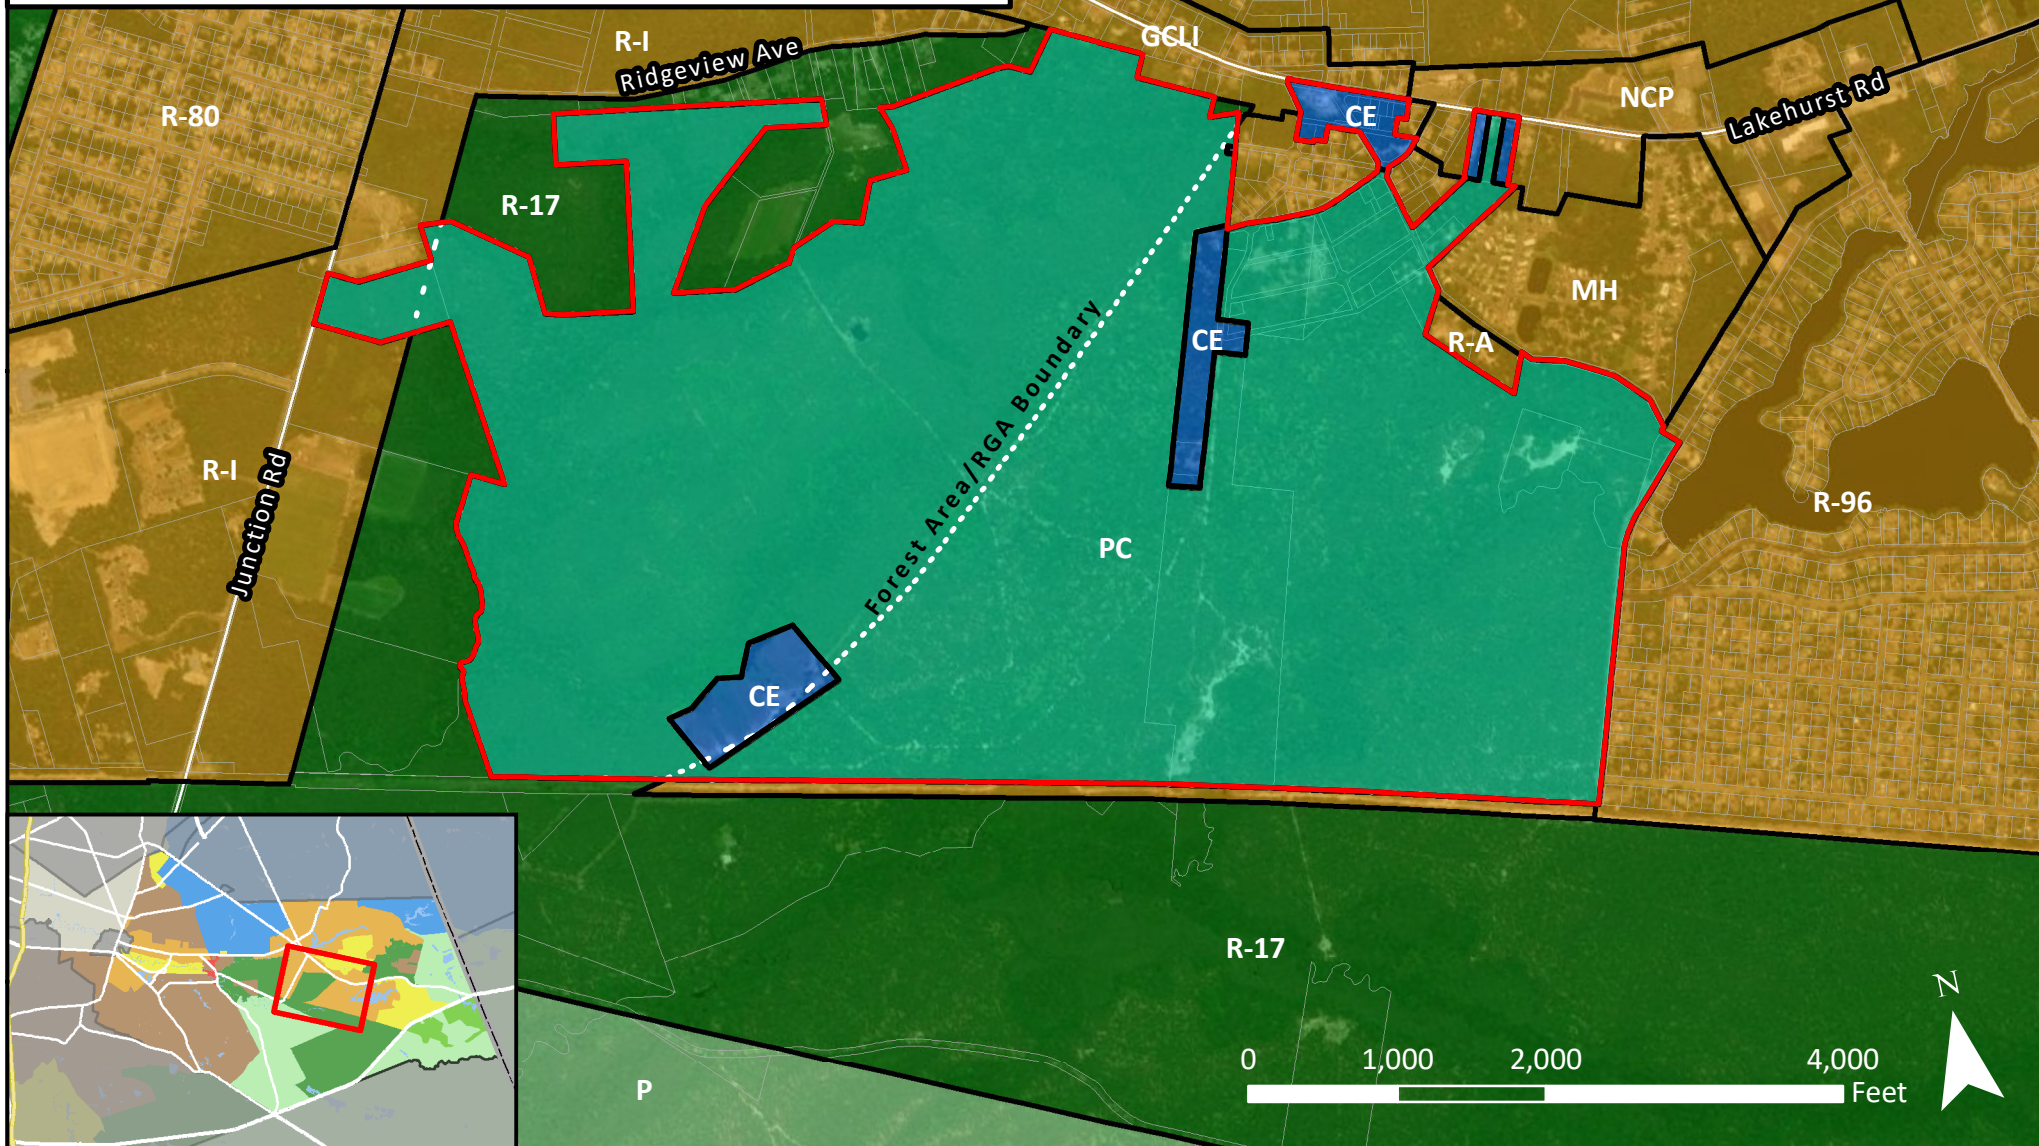 R-I
GCLI
Ridgeview Ave
R-80
CE
NCP
Lakehurst Rd
R-17
MH
CE
R-A
Forest Area/RGA Boundary
R-I
Junction Rd
R-96
PC
CE
R-17
N
0 1,000 2,000 4,000
Feet
P